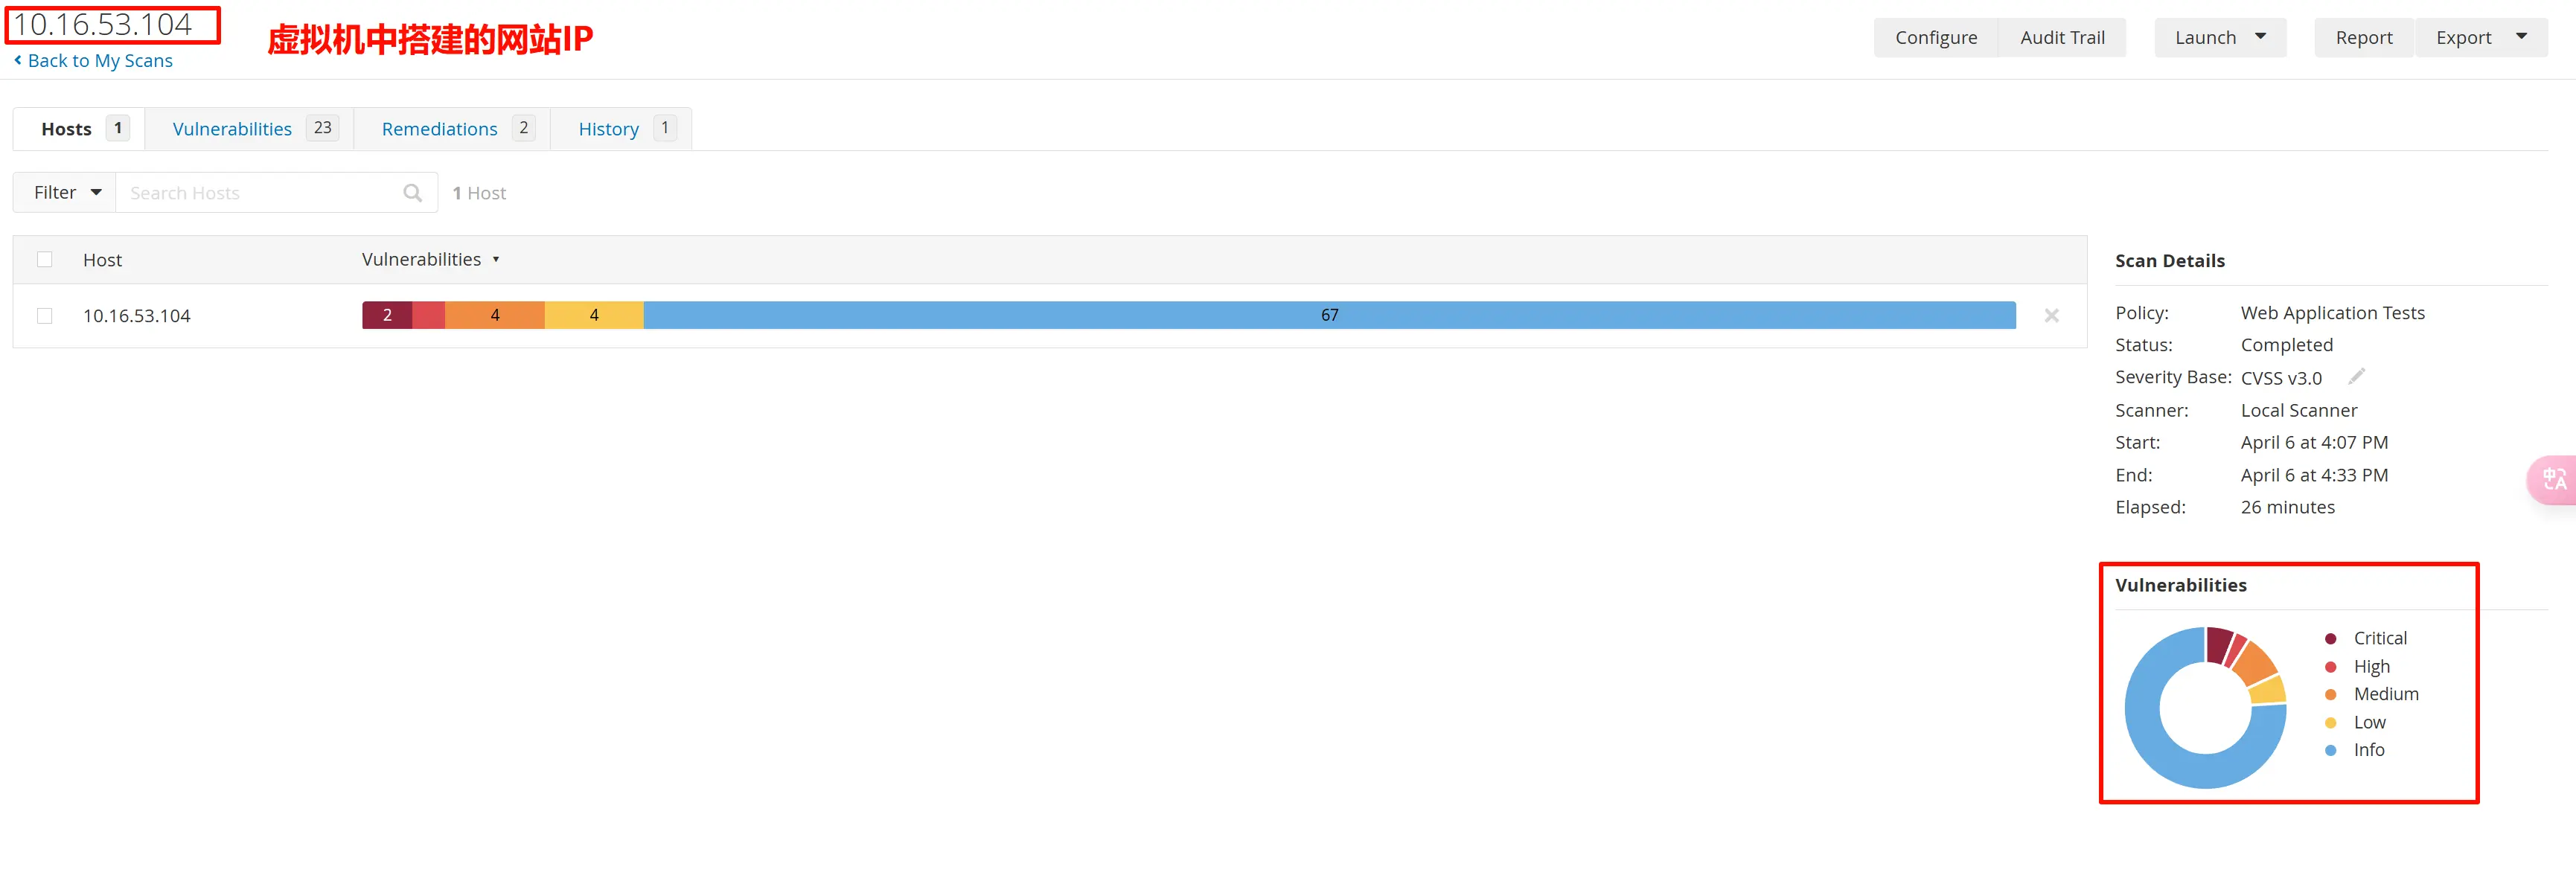 10.16.53.104
虚拟机中搭建的网站IP
Back to My Scans
Configure Audit Trail Launch Report Export
Hosts 1 Vulnerabilities 23 Remediations 2 History 1
Filter Search Hosts 1 Host
Host Vulnerabilities
10.16.53.104 2 4 4 67
Scan Details
Policy: Web Application Tests
Status: Completed
Severity Base: CVSS v3.0
Scanner: Local Scanner
Start: April 6 at 4:07 PM
End: April 6 at 4:33 PM
Elapsed: 26 minutes
中A
Vulnerabilities
Critical
High
Medium
Low
Info